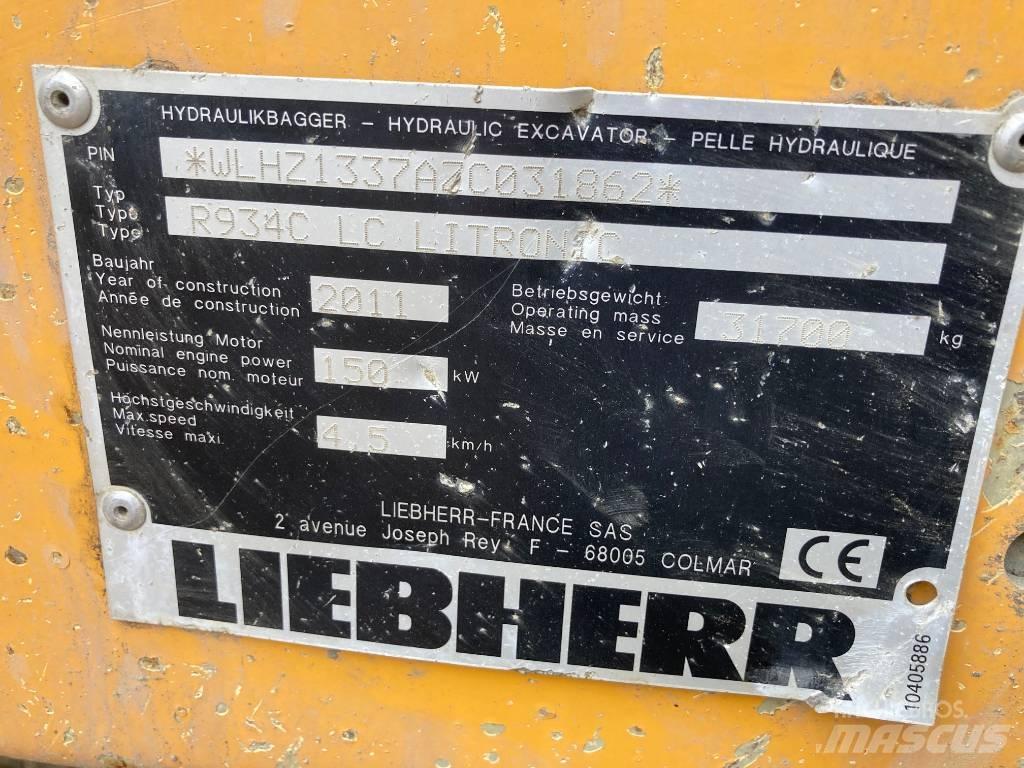 HYDRAULIKBAGGER - HYDRAULIC EXCAVATOR - PELLE HYDRAULIQUE
PIN *WLHZ1337AZC031862*
Typ
Type
Type
R934C LC LITRONIC
Baujahr
Year of construction
Année de construction
2011
Betriebsgewicht
Operating mass
Masse en service
31700 kg
Nennleistung Motor
Nominal engine power
Puissance nom. moteur
150 kW
Höchstgeschwindigkeit
Max.speed
Vitesse maxi.
4,5 km/h
LIEBHERR-FRANCE SAS
2 avenue Joseph Rey F - 68005 COLMAR
CE
LIEBHERR
10405886
MASCUS